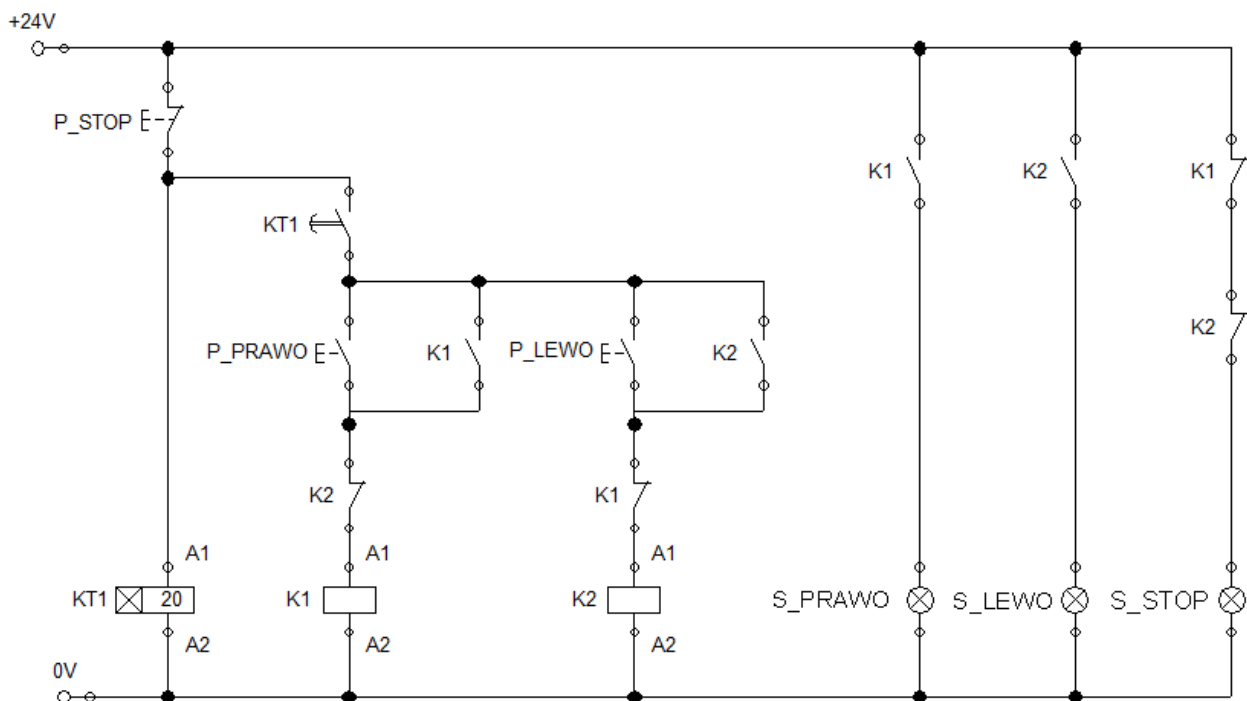 +24V
P_STOP
K1
K2
K1
KT1
K2
P_PRAWO
K1
P_LEWO
K2
K2
K1
A1
A1
A1
KT1
20
K1
K2
S_PRAWO
S_LEWO
S_STOP
A2
A2
A2
0V